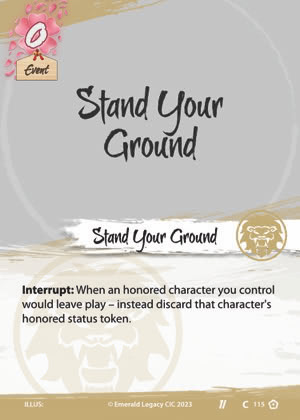 Event
Stand Your
Ground
Stand Your Ground
Interrupt: When an honored character you control
would leave play – instead discard that character's
honored status token.
ILLUS:
© Emerald Legacy CIC 2023
C 115